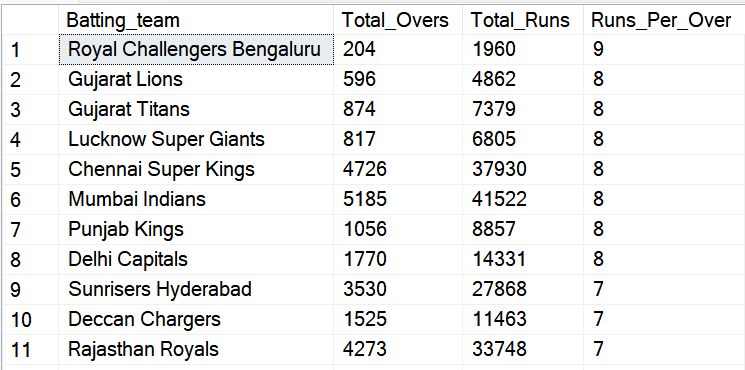 Batting_team Total_Overs Total_Runs Runs_Per_Over
1 Royal Challengers Bengaluru 204 1960 9
2 Gujarat Lions 596 4862 8
3 Gujarat Titans 874 7379 8
4 Lucknow Super Giants 817 6805 8
5 Chennai Super Kings 4726 37930 8
6 Mumbai Indians 5185 41522 8
7 Punjab Kings 1056 8857 8
8 Delhi Capitals 1770 14331 8
9 Sunrisers Hyderabad 3530 27868 7
10 Deccan Chargers 1525 11463 7
11 Rajasthan Royals 4273 33748 7